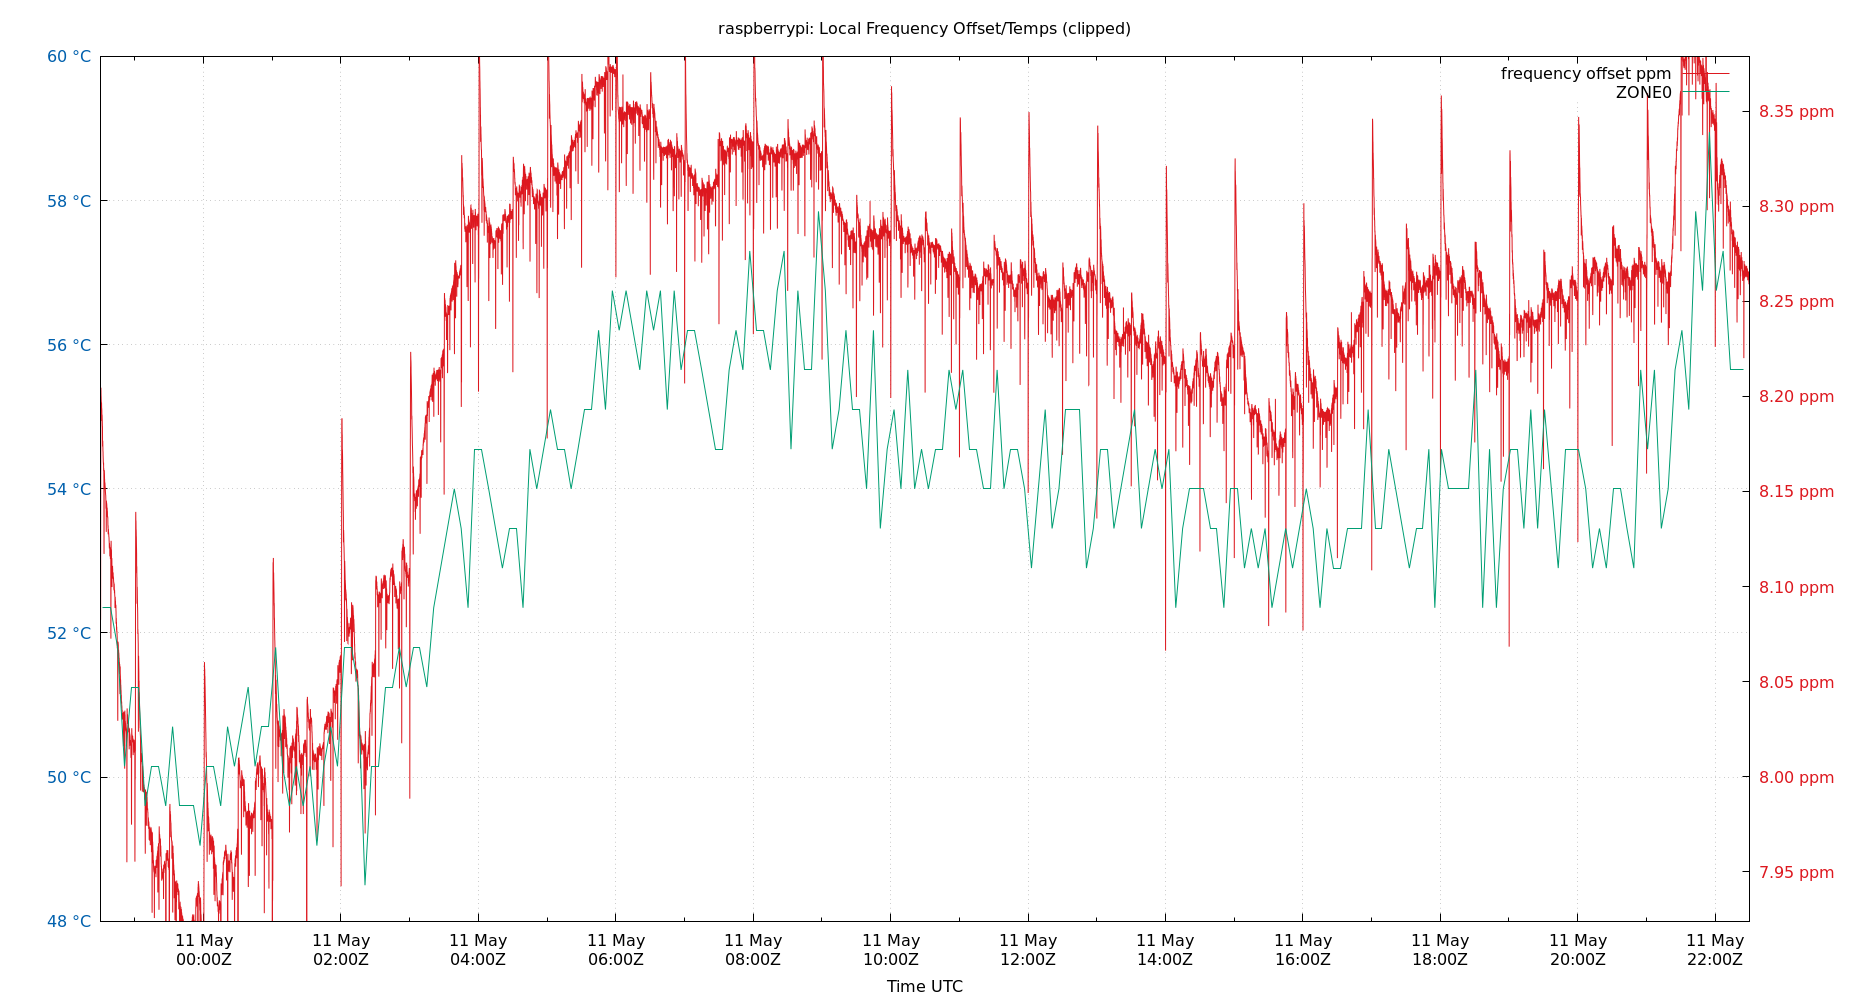 raspberrypi: Local Frequency Offset/Temps (clipped)
frequency offset ppm
ZONE0
60 °C
58 °C
56 °C
54 °C
52 °C
50 °C
48 °C
8.35 ppm
8.30 ppm
8.25 ppm
8.20 ppm
8.15 ppm
8.10 ppm
8.05 ppm
8.00 ppm
7.95 ppm
11 May 11 May 11 May 11 May 11 May 11 May 11 May 11 May 11 May 11 May 11 May 11 May
00:00Z 02:00Z 04:00Z 06:00Z 08:00Z 10:00Z 12:00Z 14:00Z 16:00Z 18:00Z 20:00Z 22:00Z
Time UTC